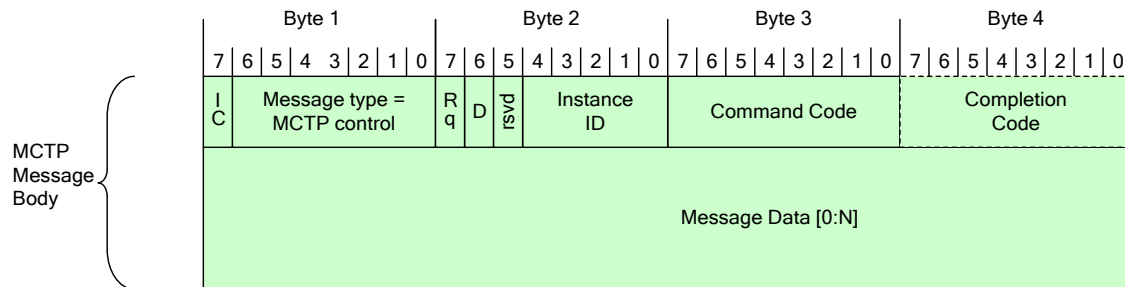 Byte 1 Byte 2 Byte 3 Byte 4
7 6 5 4 3 2 1 0 7 6 5 4 3 2 1 0 7 6 5 4 3 2 1 0 7 6 5 4 3 2 1 0
IC
Message type =
MCTP control
Rq
D
rsvd
Instance
ID
Command Code
Completion
Code
MCTP
Message
Body
Message Data [0:N]